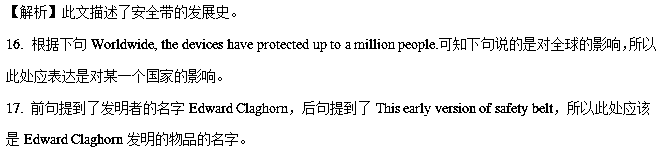 【解析】此文描述了安全带的发展史。
16. 根据下句 Worldwide, the devices have protected up to a million people.可知下句说的是对全球的影响，所以
此处应表达是对某一个国家的影响。
17. 前句提到了发明者的名字 Edward Claghorn，后句提到了 This early version of safety belt，所以此处应该
是 Edward Claghorn 发明的物品的名字。